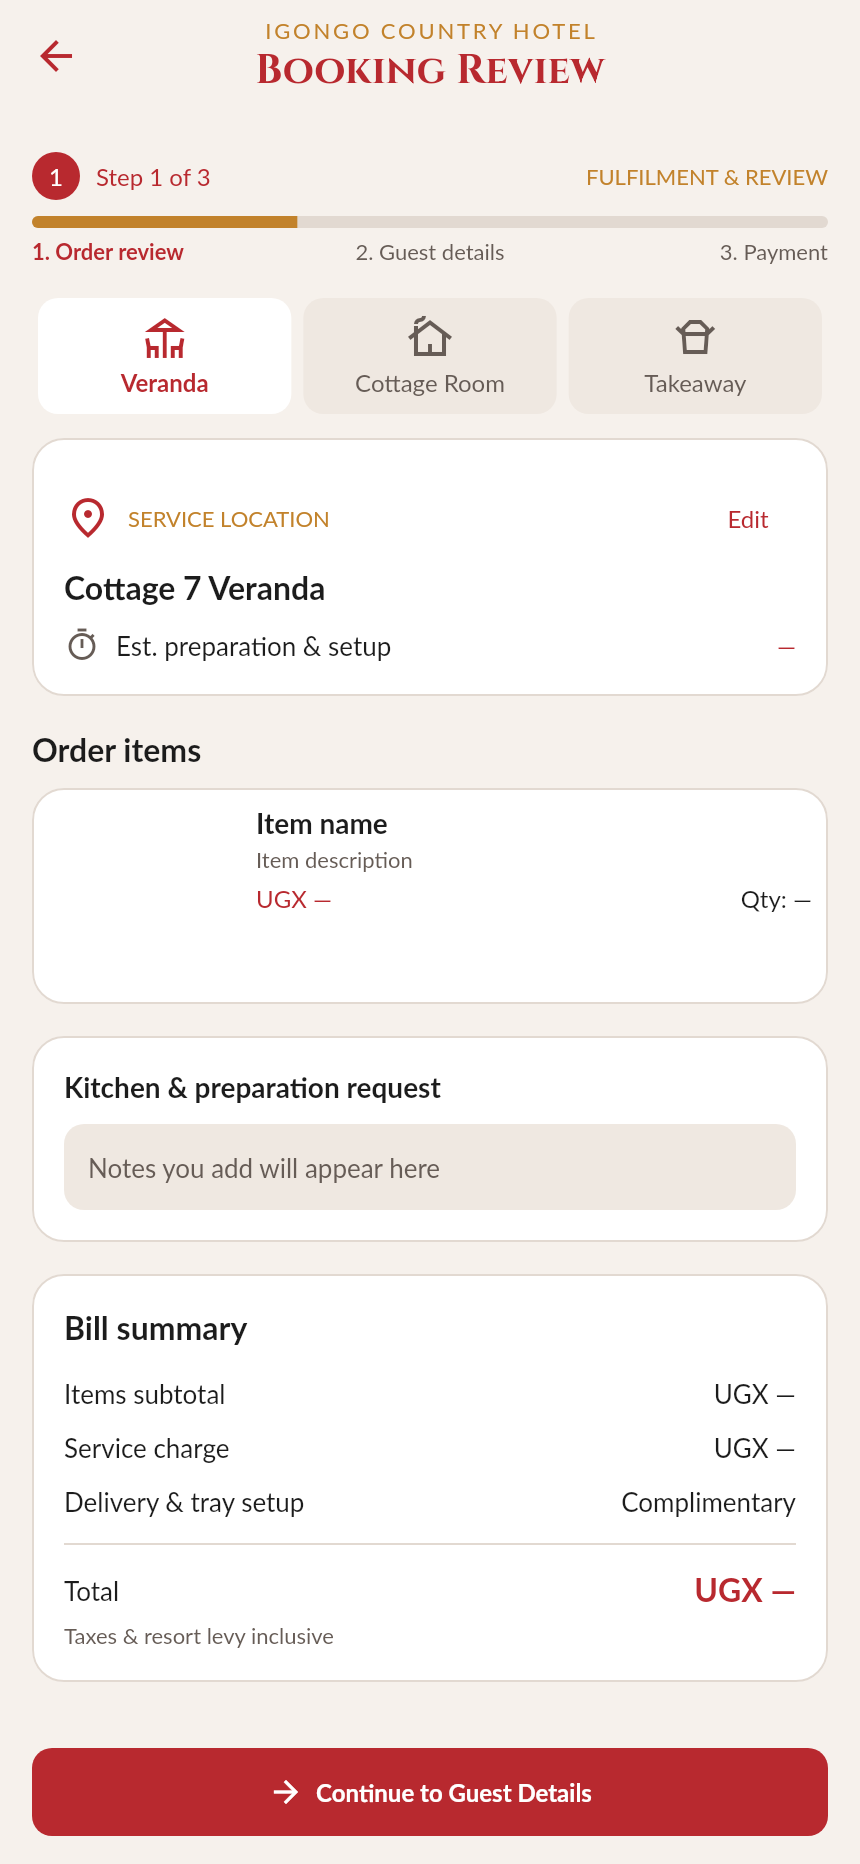 IGONGO COUNTRY HOTEL
Booking Review
1 Step 1 of 3 FULFILMENT & REVIEW
1. Order review 2. Guest details 3. Payment
Veranda Cottage Room Takeaway
SERVICE LOCATION Edit
Cottage 7 Veranda
Est. preparation & setup —
Order items
Item name
Item description
UGX — Qty: —
Kitchen & preparation request
Notes you add will appear here
Bill summary
Items subtotal UGX —
Service charge UGX —
Delivery & tray setup Complimentary
Total UGX —
Taxes & resort levy inclusive
Continue to Guest Details